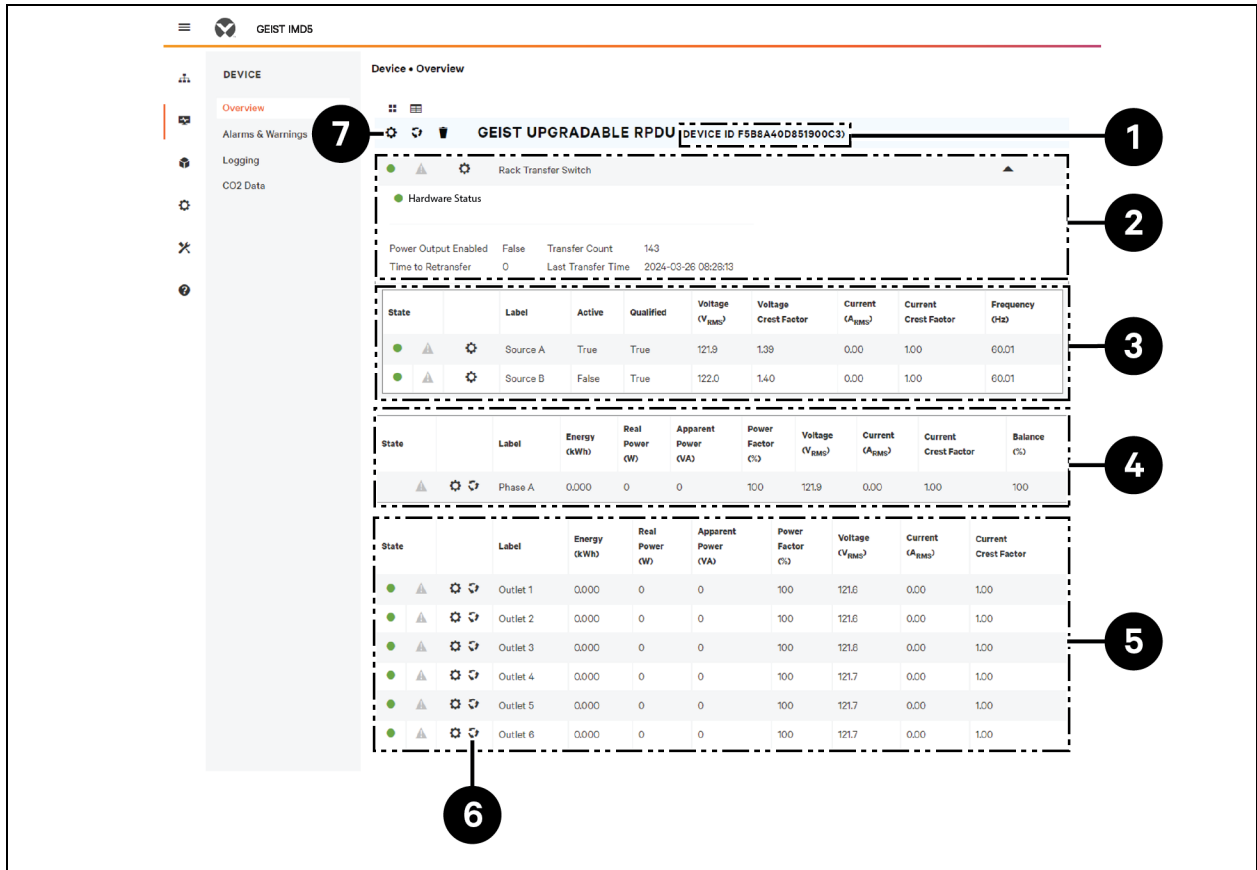 GEIST IMD5
DEVICE
Overview
Alarms & Warnings
Logging
CO2 Data
Device • Overview
7
GEIST UPGRADABLE RPDU (DEVICE ID F5B8A40D851900C3)
1
Rack Transfer Switch
Hardware Status
2
Power Output Enabled False Transfer Count 143
Time to Retransfer 0 Last Transfer Time 2024-03-26 08:28:13
State Label Active Qualified Voltage (VRMS) Voltage Crest Factor Current (ARMS) Current Crest Factor Frequency (Hz)
Source A True True 121.9 1.39 0.00 1.00 60.01
Source B False True 122.0 1.40 0.00 1.00 60.01
3
State Label Energy (kWh) Real Power (W) Apparent Power (VA) Power Factor (%) Voltage (VRMS) Current (ARMS) Current Crest Factor Balance (%)
Phase A 0.000 0 0 100 121.9 0.00 1.00 100
4
State Label Energy (kWh) Real Power (W) Apparent Power (VA) Power Factor (%) Voltage (VRMS) Current (ARMS) Current Crest Factor
Outlet 1 0.000 0 0 100 121.6 0.00 1.00
Outlet 2 0.000 0 0 100 121.6 0.00 1.00
Outlet 3 0.000 0 0 100 121.6 0.00 1.00
Outlet 4 0.000 0 0 100 121.7 0.00 1.00
Outlet 5 0.000 0 0 100 121.7 0.00 1.00
Outlet 6 0.000 0 0 100 121.7 0.00 1.00
5
6